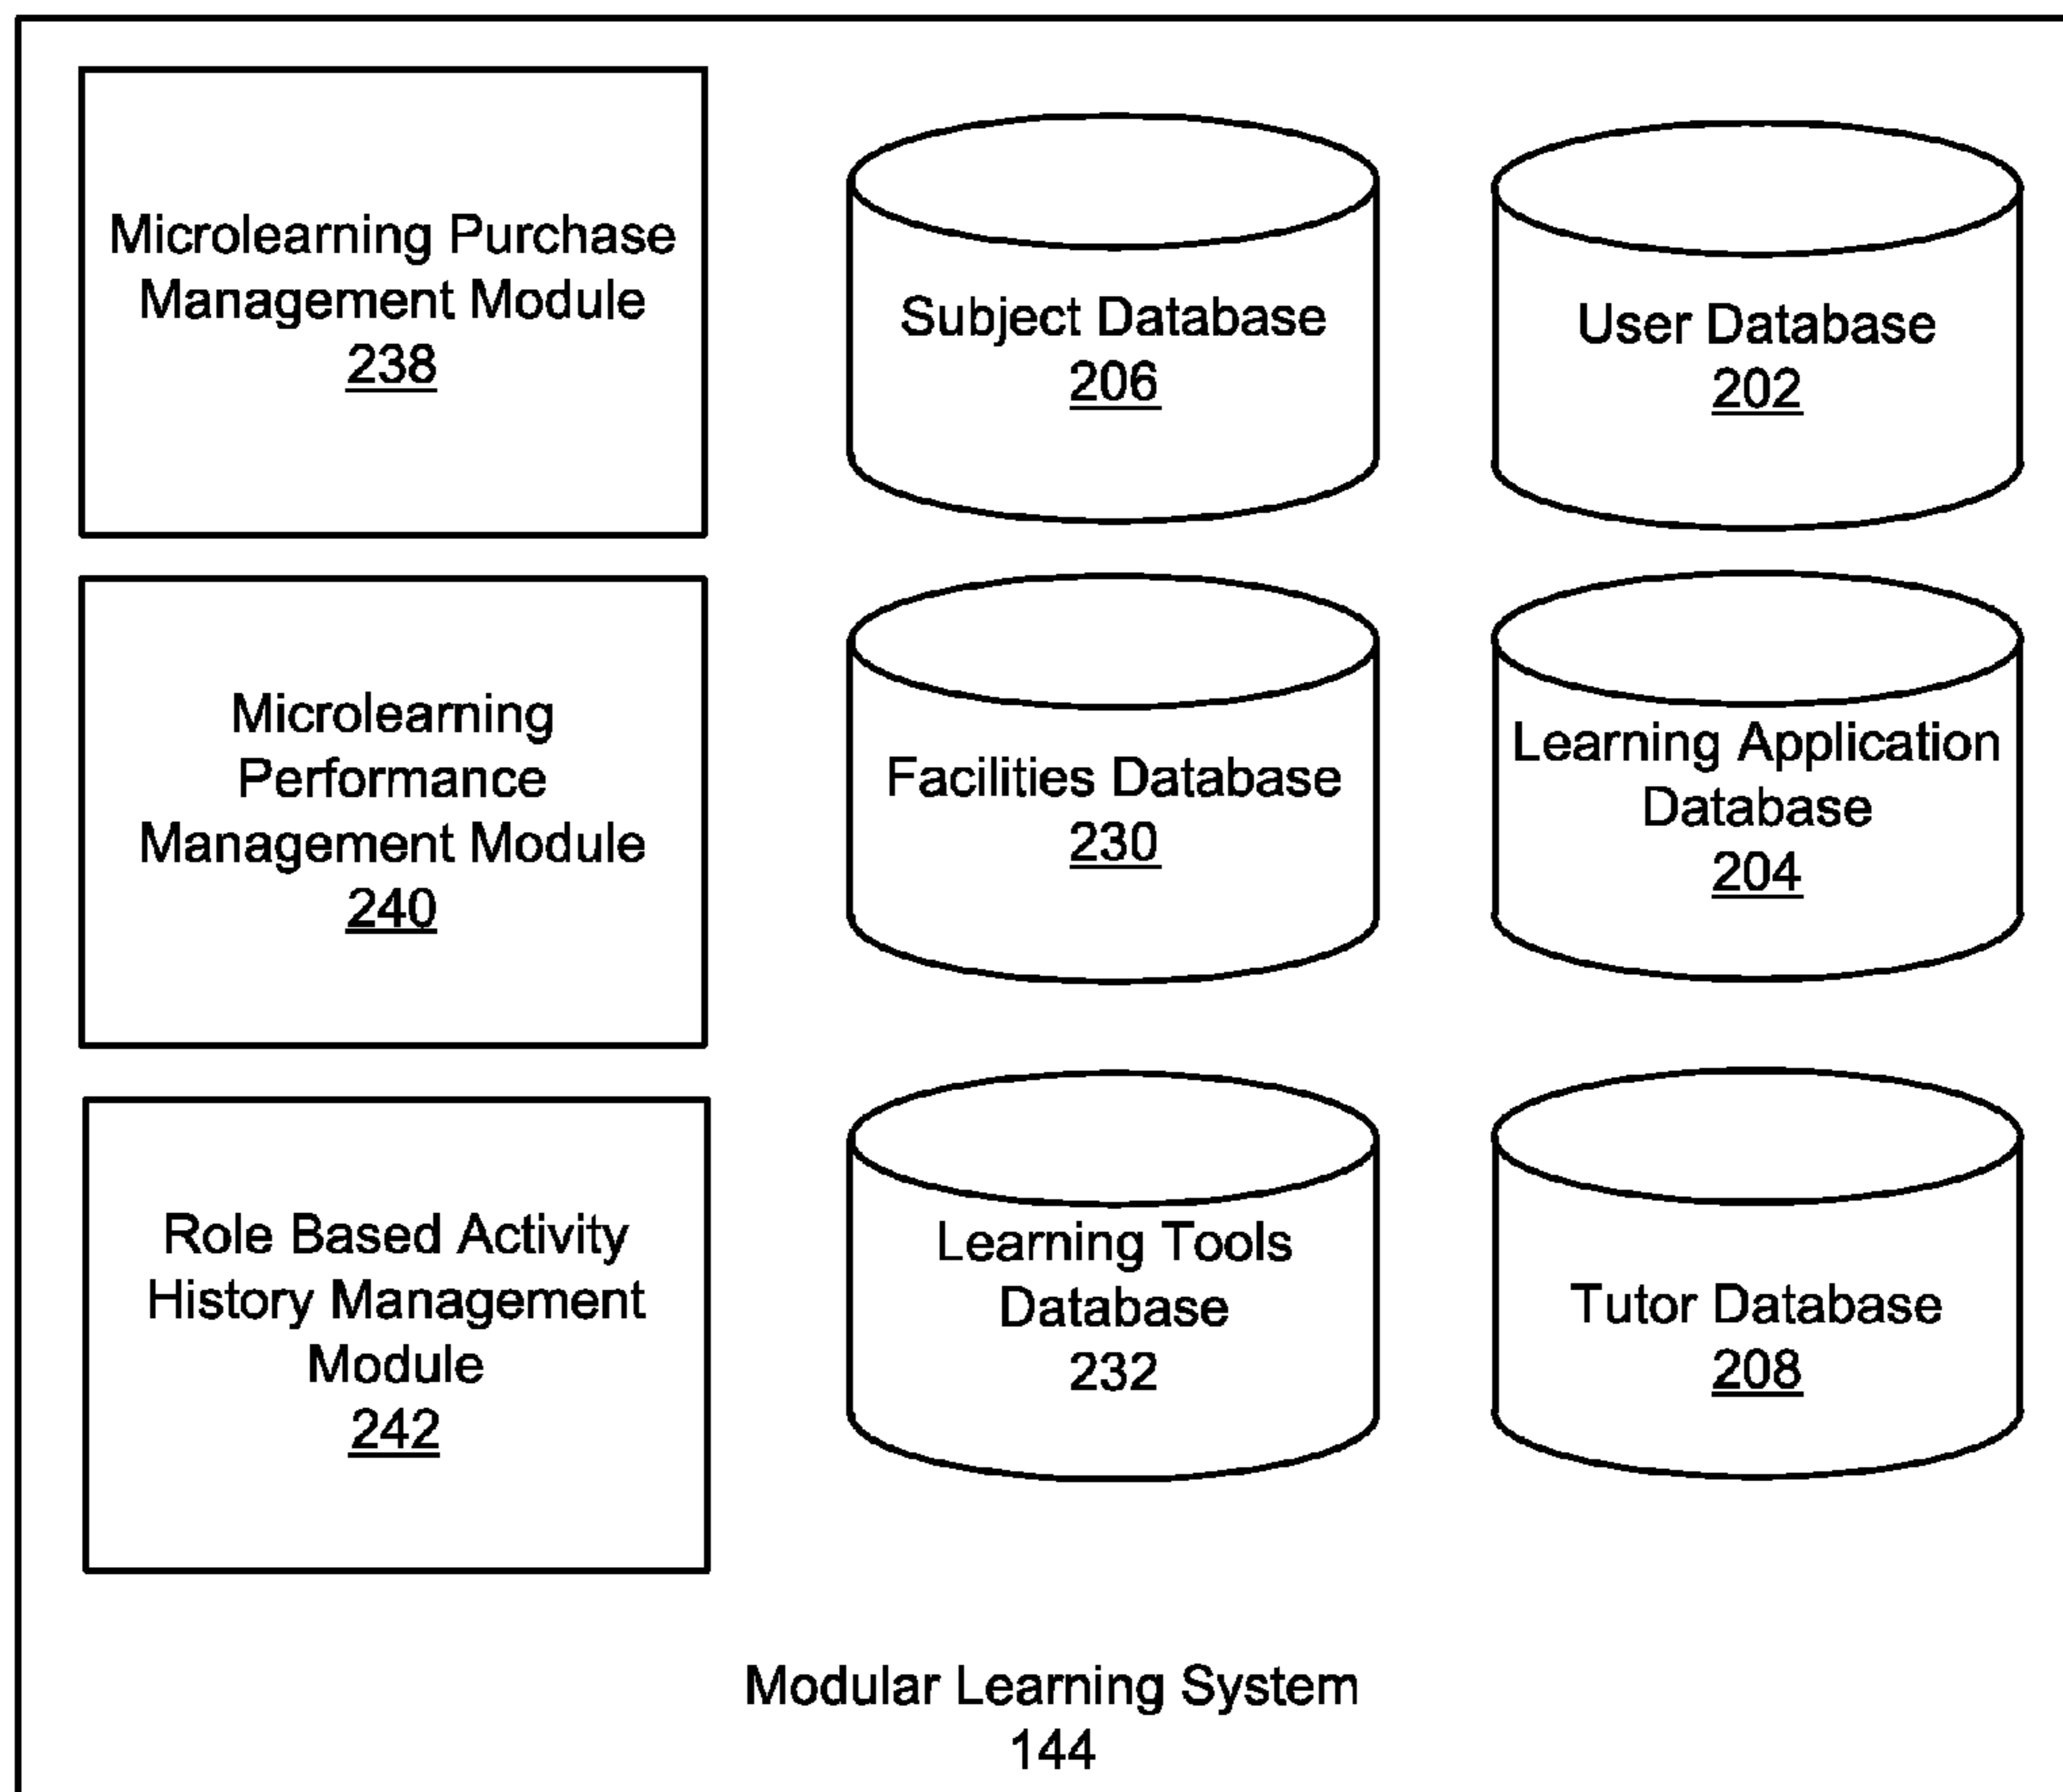 Microlearning Purchase
Management Module
238
Subject Database
206
User Database
202
Microlearning
Performance
Management Module
240
Facilities Database
230
Learning Application
Database
204
Role Based Activity
History Management
Module
242
Learning Tools
Database
232
Tutor Database
208
Modular Learning System
144